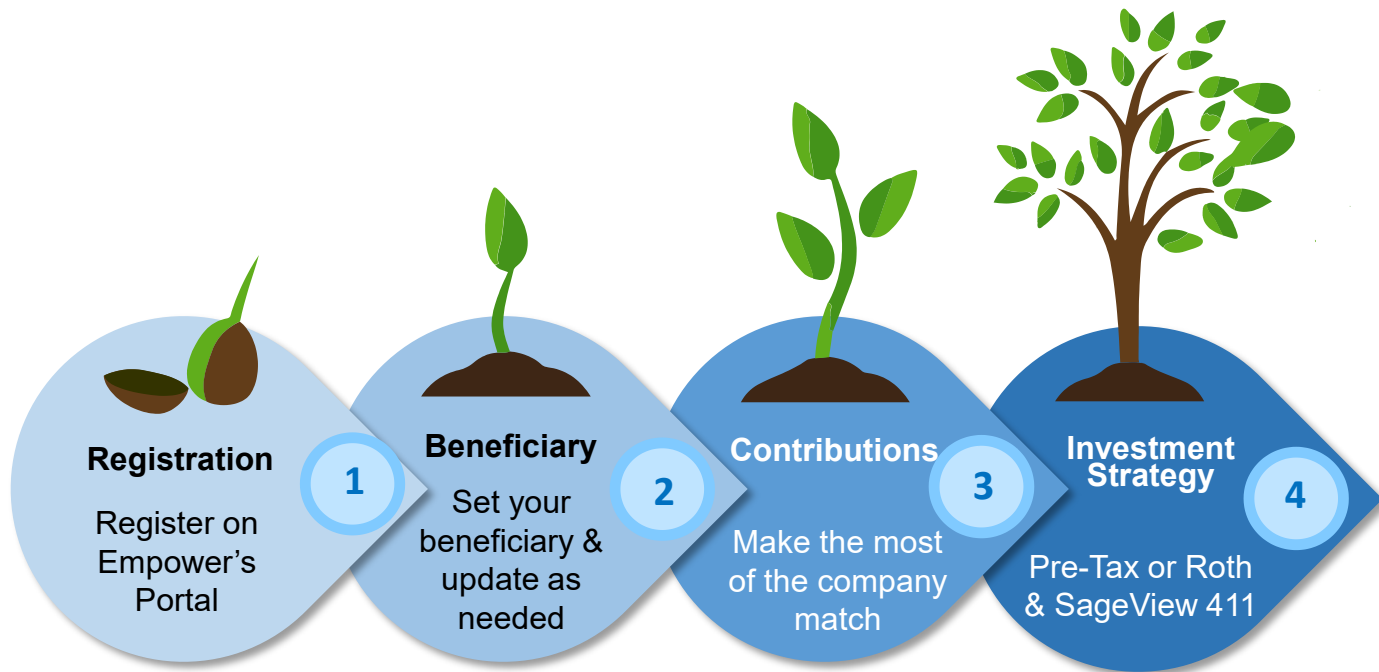 Registration
Register on
Empower's
Portal
1
Beneficiary
Set your
beneficiary &
update as
needed
2
Contributions
Make the most
of the company
match
3
Investment
Strategy
Pre-Tax or Roth
& SageView 411
4